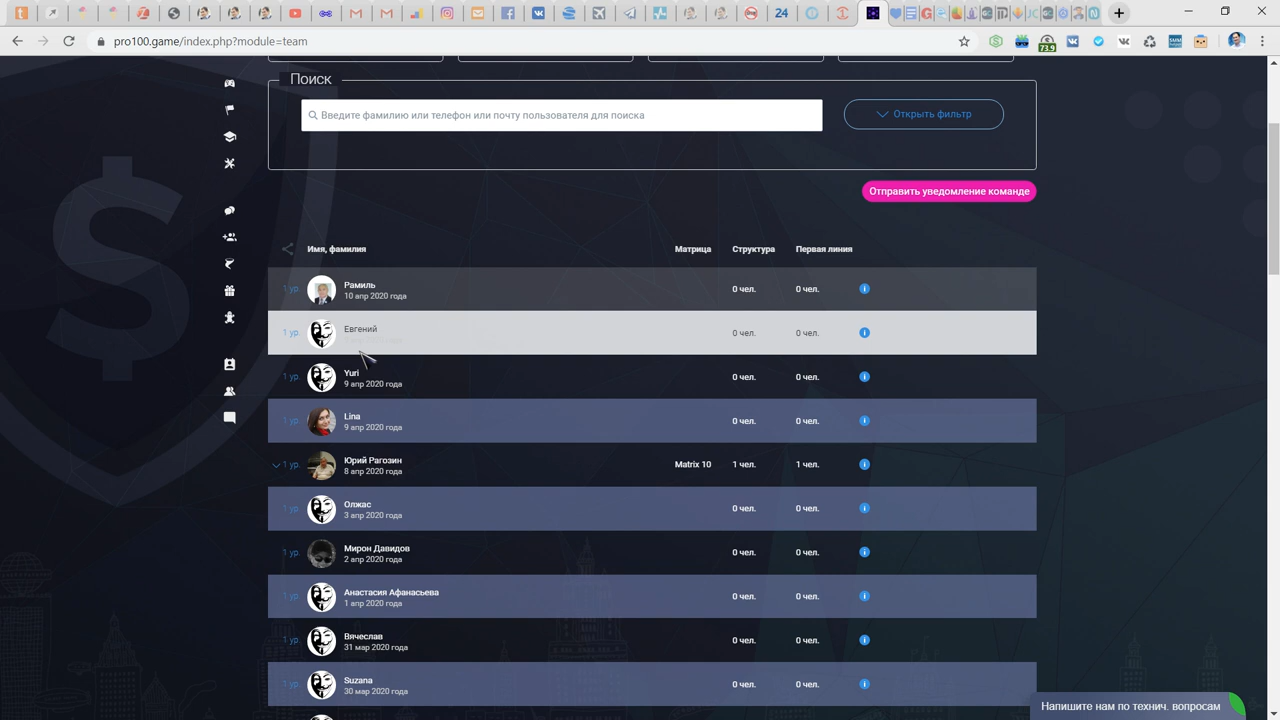 t
24
pro100.game/index.php?module=team
73.9
Поиск
Введите фамилию или телефон или почту пользователя для поиска
Открыть фильтр
Отправить уведомление команде
Имя, фамилия Матрица Структура Первая линия
1 ур. Рамиль 0 чел. 0 чел.
10 апр 2020 года
1 ур. Евгений 0 чел. 0 чел.
1 ур. Yuri 0 чел. 0 чел.
9 апр 2020 года
1 ур. Lina 0 чел. 0 чел.
9 апр 2020 года
1 ур. Юрий Рагозин Matrix 10 1 чел. 1 чел.
8 апр 2020 года
1 ур. Олжас 0 чел. 0 чел.
3 апр 2020 года
1 ур. Мирон Давидов 0 чел. 0 чел.
2 апр 2020 года
1 ур. Анастасия Афанасьева 0 чел. 0 чел.
1 апр 2020 года
1 ур. Вячеслав 0 чел. 0 чел.
31 мар 2020 года
1 ур. Suzana 0 чел. 0 чел.
30 мар 2020 года
Напишите нам по технич. вопросам